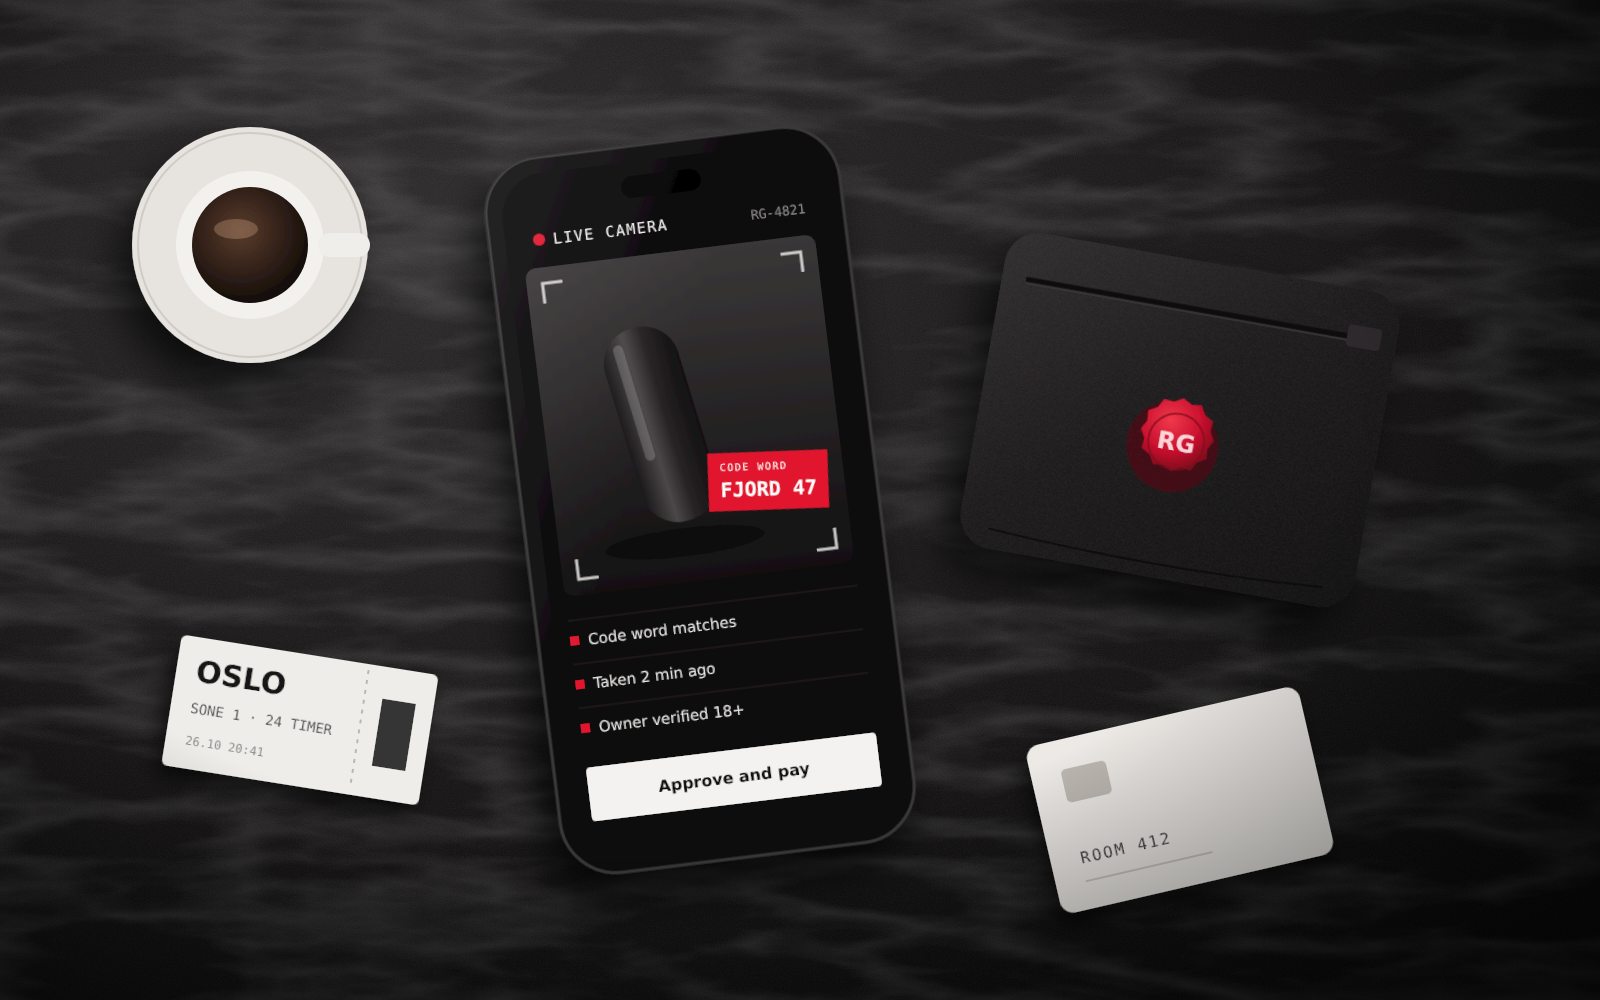 LIVE CAMERA
RG-4821
CODE WORD
FJORD 47
Code word matches
Taken 2 min ago
Owner verified 18+
Approve and pay
RG
OSLO
SONE 1 · 24 TIMER
26.10 20:41
ROOM 412